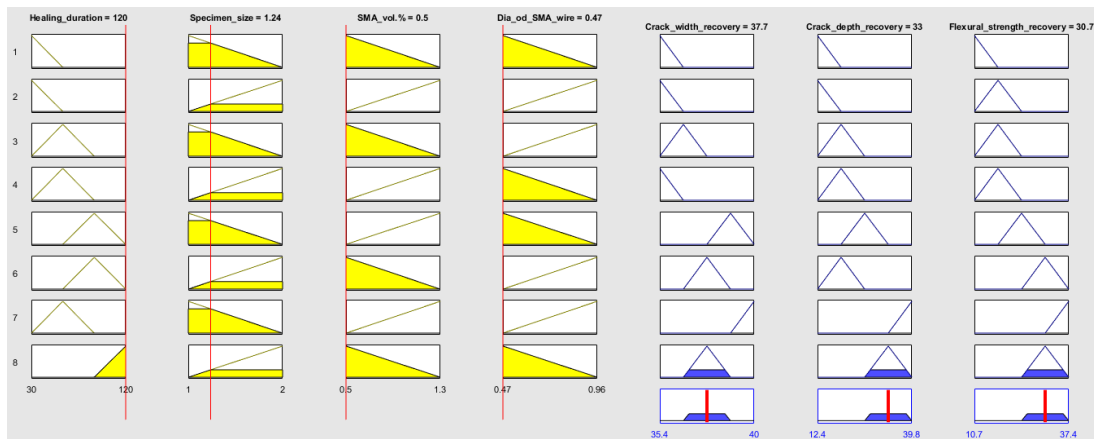 Healing_duration = 120 Specimen_size = 1.24 SMA_vol.% = 0.5 Dia_od_SMA_wire = 0.47 Crack_width_recovery = 37.7 Crack_depth_recovery = 33 Flexural_strength_recovery = 30.7
1
2
3
4
5
6
7
8
30 120 1 2 0.5 1.3 0.47 0.96
35.4 40 12.4 39.8 10.7 37.4